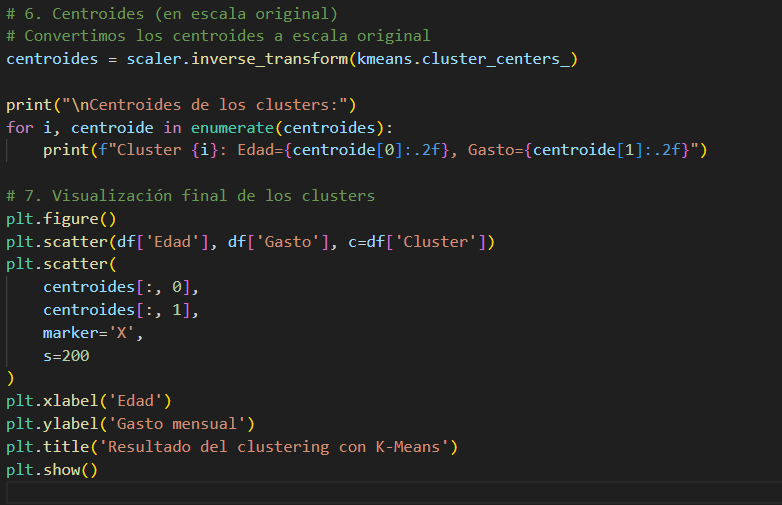 # 6. Centroides (en escala original)
# Convertimos los centroides a escala original
centroides = scaler.inverse_transform(kmeans.cluster_centers_)

print("\nCentroides de los clusters:")
for i, centroide in enumerate(centroides):
    print(f"Cluster {i}: Edad={centroide[0]:.2f}, Gasto={centroide[1]:.2f}")

# 7. Visualización final de los clusters
plt.figure()
plt.scatter(df['Edad'], df['Gasto'], c=df['Cluster'])
plt.scatter(
    centroides[:, 0],
    centroides[:, 1],
    marker='X',
    s=200
)
plt.xlabel('Edad')
plt.ylabel('Gasto mensual')
plt.title('Resultado del clustering con K-Means')
plt.show()